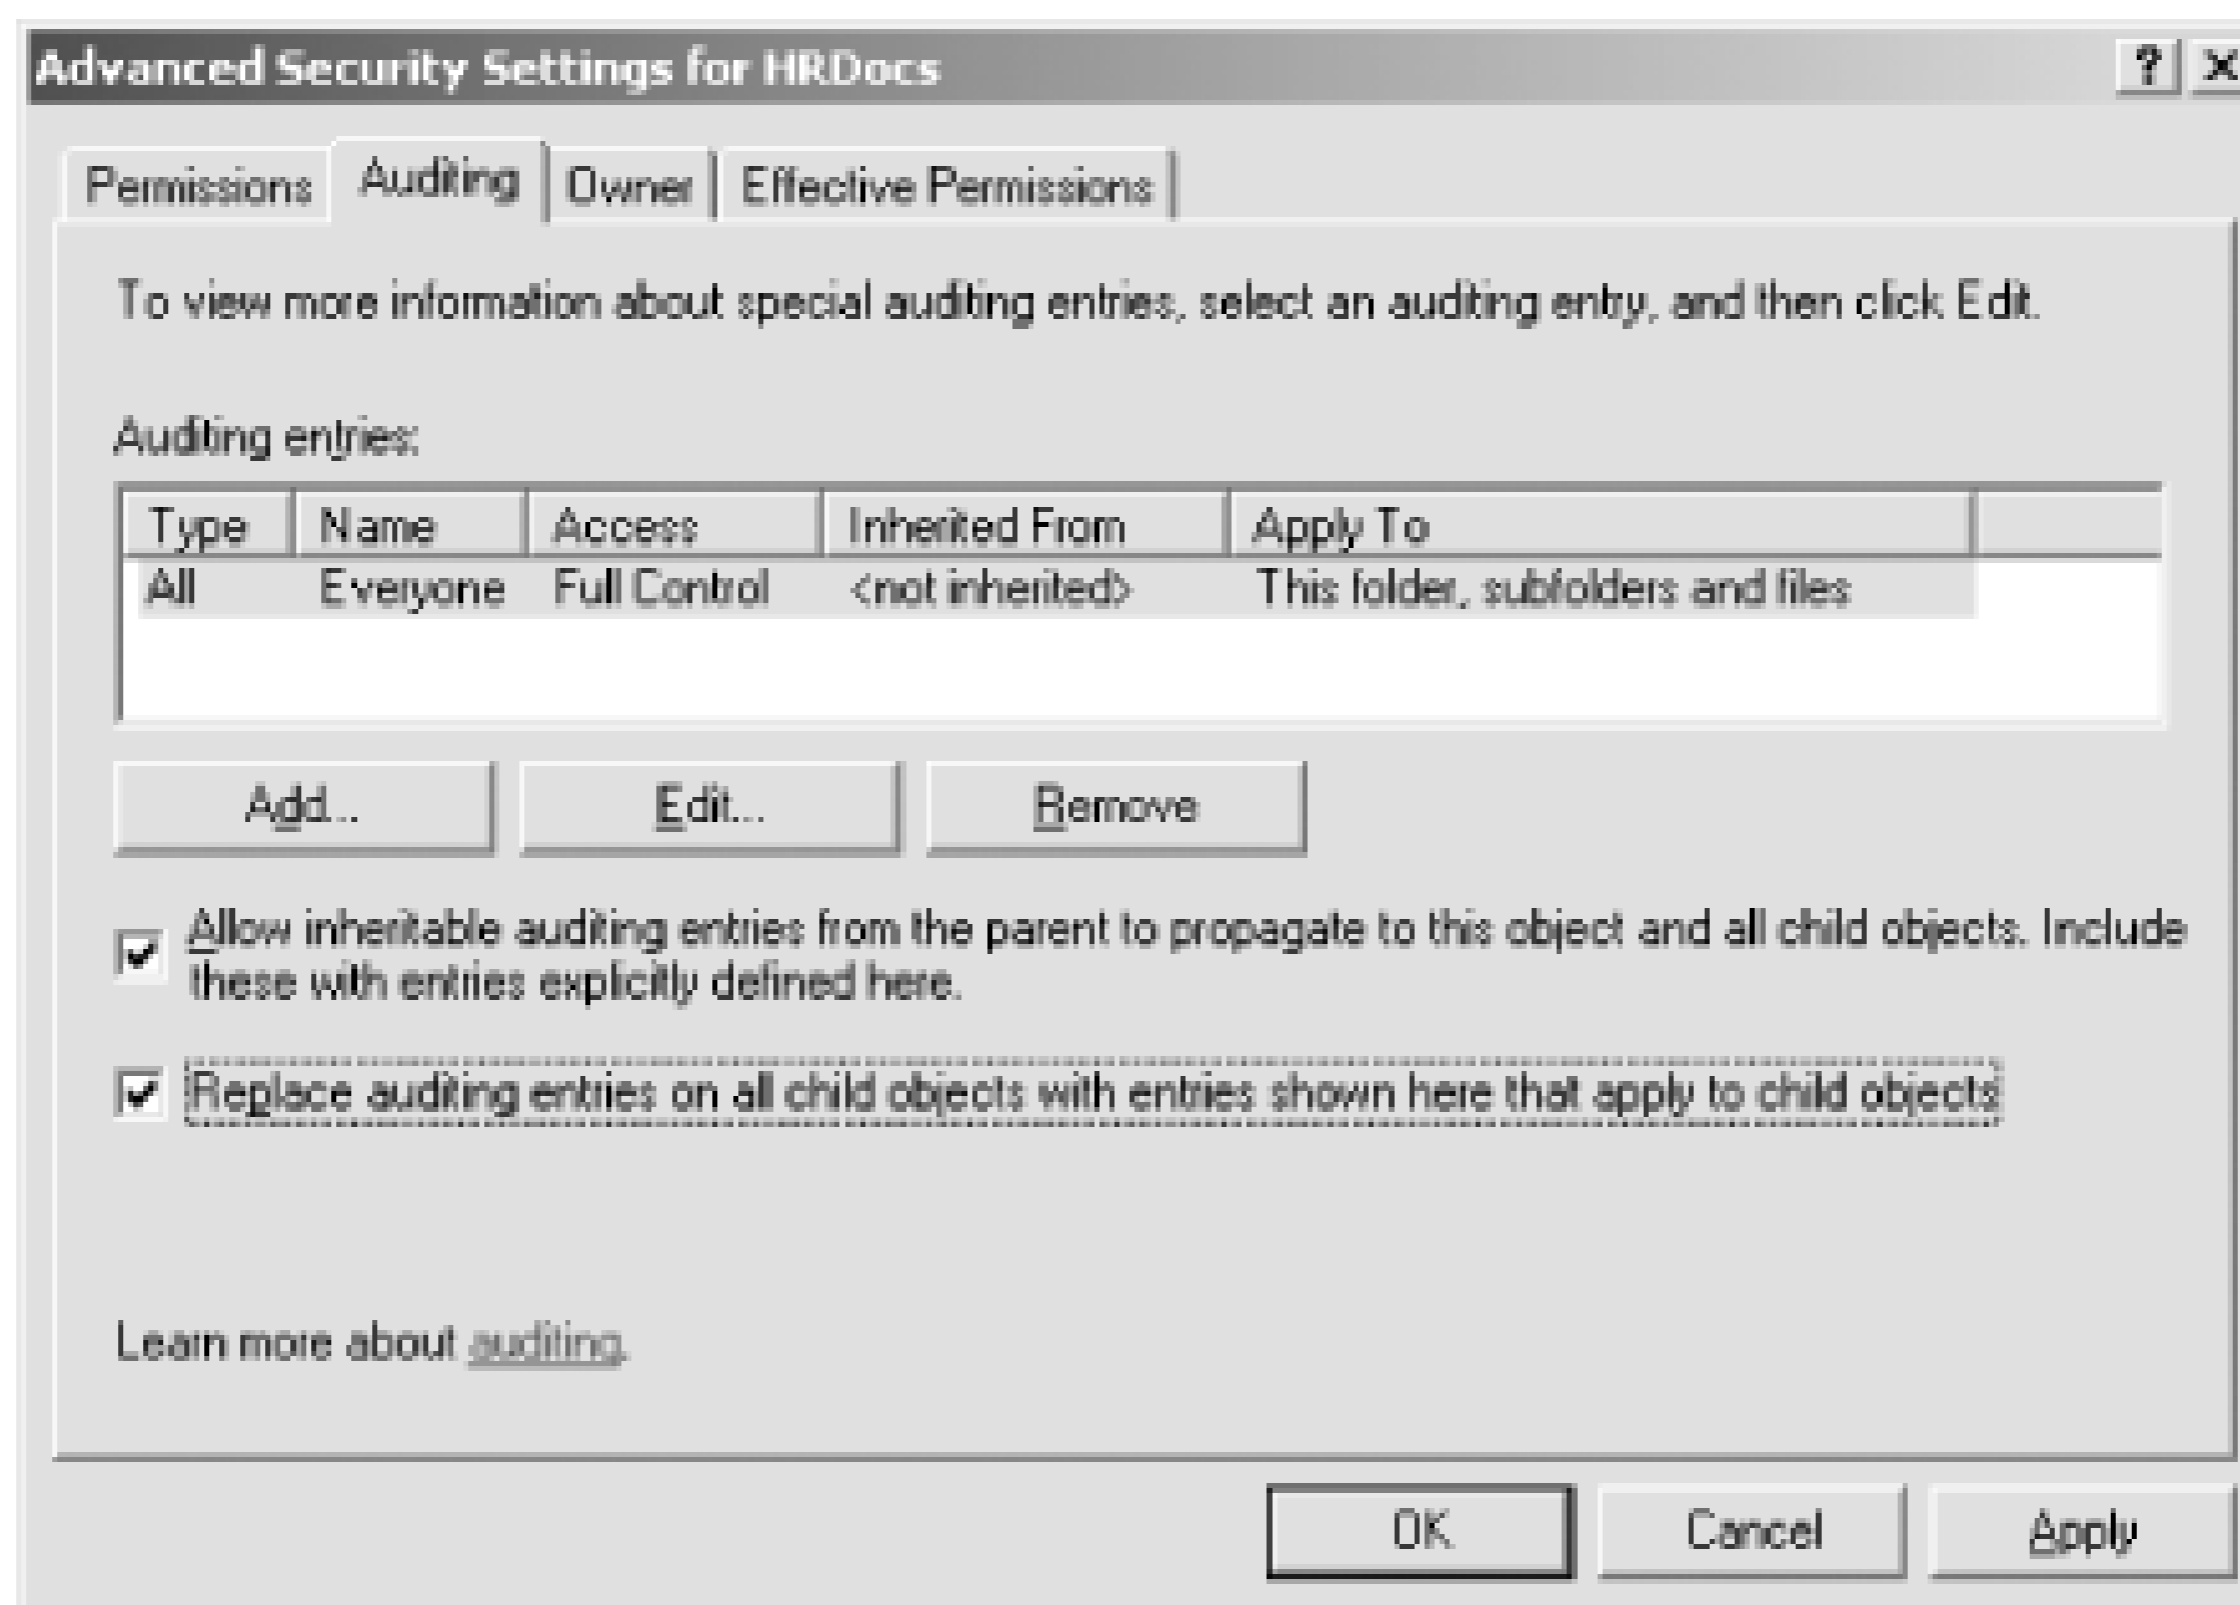 Advanced Security Settings for HRDocs
Permissions Auditing Owner Effective Permissions
To view more information about special auditing entries, select an auditing entry, and then click Edit.
Auditing entries:
Type Name Access Inherited From Apply To
All Everyone Full Control <not inherited> This folder, subfolders and files
Add... Edit... Remove
Allow inheritable auditing entries from the parent to propagate to this object and all child objects. Include
these with entries explicitly defined here.
Replace auditing entries on all child objects with entries shown here that apply to child objects
Learn more about auditing.
OK Cancel Apply